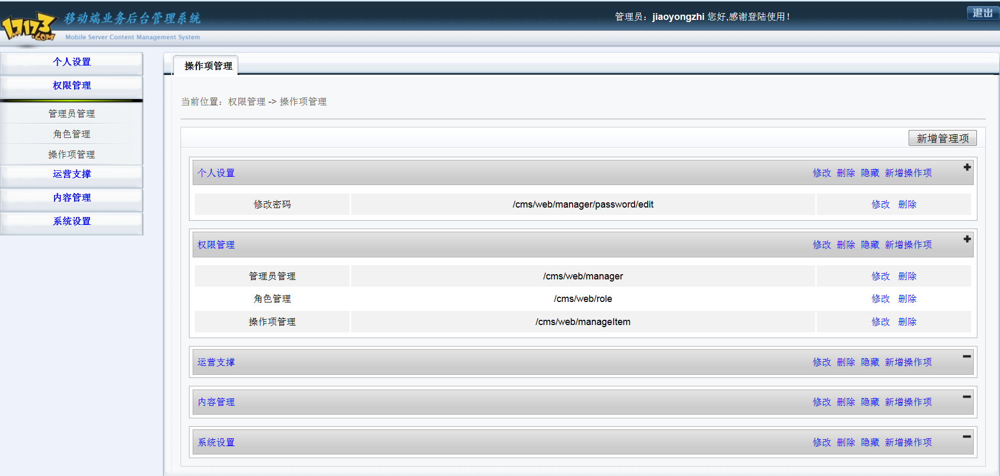 17173.COM
移动端业务后台管理系统
Mobile Server Content Management System
管理员：jiaoyongzhi 您好,感谢登陆使用！
退出
个人设置
权限管理
管理员管理
角色管理
操作项管理
运营支撑
内容管理
系统设置
操作项管理
当前位置：权限管理 -> 操作项管理
新增管理项
个人设置 修改 删除 隐藏 新增操作项
修改密码 /cms/web/manager/password/edit 修改 删除
权限管理 修改 删除 隐藏 新增操作项
管理员管理 /cms/web/manager 修改 删除
角色管理 /cms/web/role 修改 删除
操作项管理 /cms/web/manageItem 修改 删除
运营支撑 修改 删除 隐藏 新增操作项
内容管理 修改 删除 隐藏 新增操作项
系统设置 修改 删除 隐藏 新增操作项